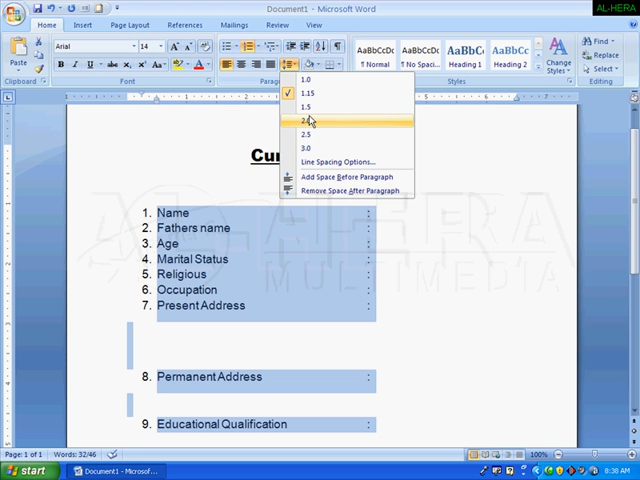 AL-HERA
Document1 - Microsoft Word
Home Insert Page Layout References Mailings Review View
Paste
Arial 14
B I U abc
AaBbCcDc AaBbCcDc AaBbC AaBbCc
¶ Normal ¶ No Spaci... Heading 1 Heading 2
Change Styles
Find
Replace
Select
Clipboard Font Parag Styles Editing
1.0
1.15
1.5
2.0
2.5
3.0
Line Spacing Options...
Add Space Before Paragraph
Remove Space After Paragraph
Cu
AL-HERA
MULTIMEDIA
1. Name :
2. Fathers name :
3. Age :
4. Marital Status :
5. Religious :
6. Occupation :
7. Present Address :
8. Permanent Address :
9. Educational Qualification :
Page: 1 of 1 Words: 32/46 100%
start Document1 - Microsof... 8:38 AM